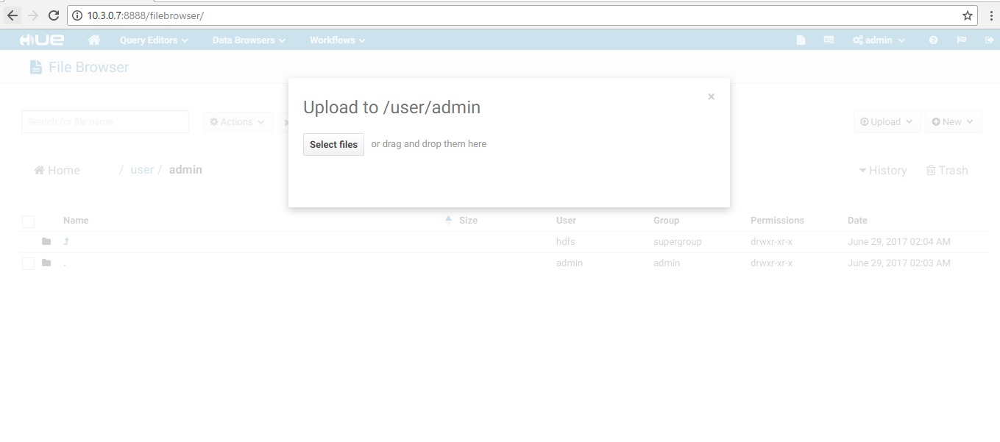 10.3.0.7:8888/filebrowser/
HUE Query Editors Data Browsers Workflows admin
File Browser
Upload to /user/admin ×
Search for file name Actions Upload New
Select files or drag and drop them here
Home / user / admin History Trash
Name Size User Group Permissions Date
hdfs supergroup drwxr-xr-x June 29, 2017 02:04 AM
. admin admin drwxr-xr-x June 29, 2017 02:03 AM